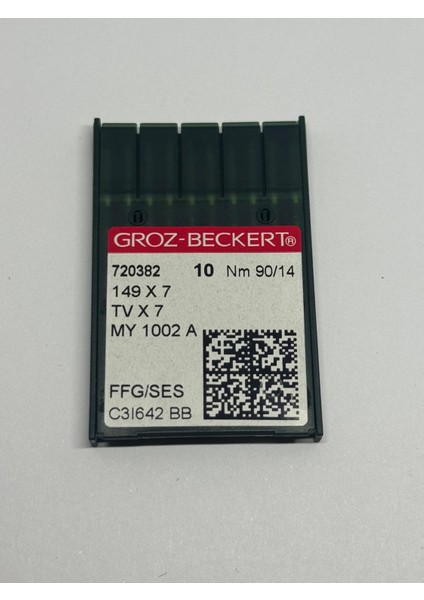 GROZ-BECKERT®
720382 10 Nm 90/14
149 X 7
TV X 7
MY 1002 A
FFG/SES
C3I642 BB